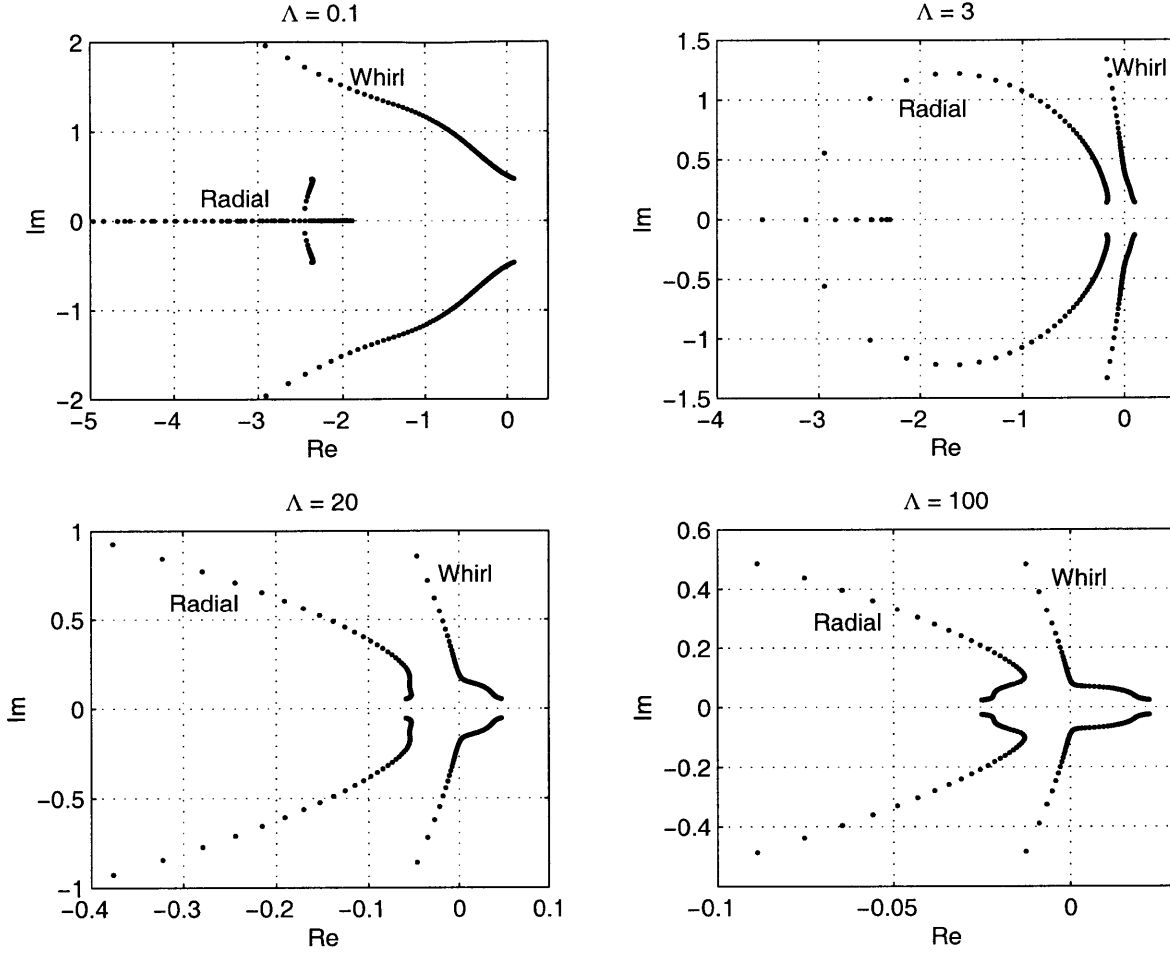 Λ = 0.1
2
1
0
−1
−2
Im
Whirl
Radial
−5
−4
−3
−2
−1
0
Re
Λ = 3
1.5
1
0.5
0
−0.5
−1
−1.5
Im
Whirl
Radial
−4
−3
−2
−1
0
Re
Λ = 20
1
0.5
0
−0.5
−1
Im
Whirl
Radial
−0.4
−0.3
−0.2
−0.1
0
0.1
Re
Λ = 100
0.6
0.4
0.2
0
−0.2
−0.4
Im
Whirl
Radial
−0.1
−0.05
0
Re